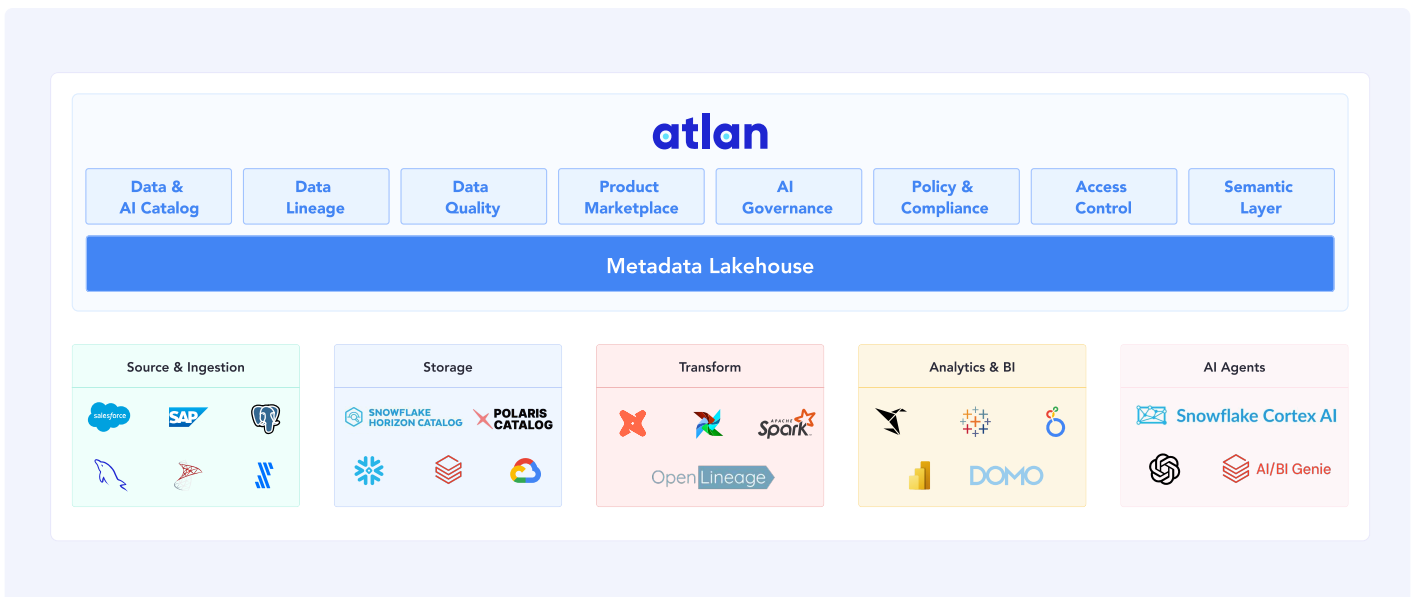 atlan
Data &
AI Catalog
Data
Lineage
Data
Quality
Product
Marketplace
AI
Governance
Policy &
Compliance
Access
Control
Semantic
Layer
Metadata Lakehouse
Source & Ingestion
salesforce
SAP
Storage
SNOWFLAKE
HORIZON CATALOG
POLARIS
CATALOG
Transform
APACHE
Spark
OpenLineage
Analytics & BI
DOMO
AI Agents
Snowflake Cortex AI
AI/BI Genie